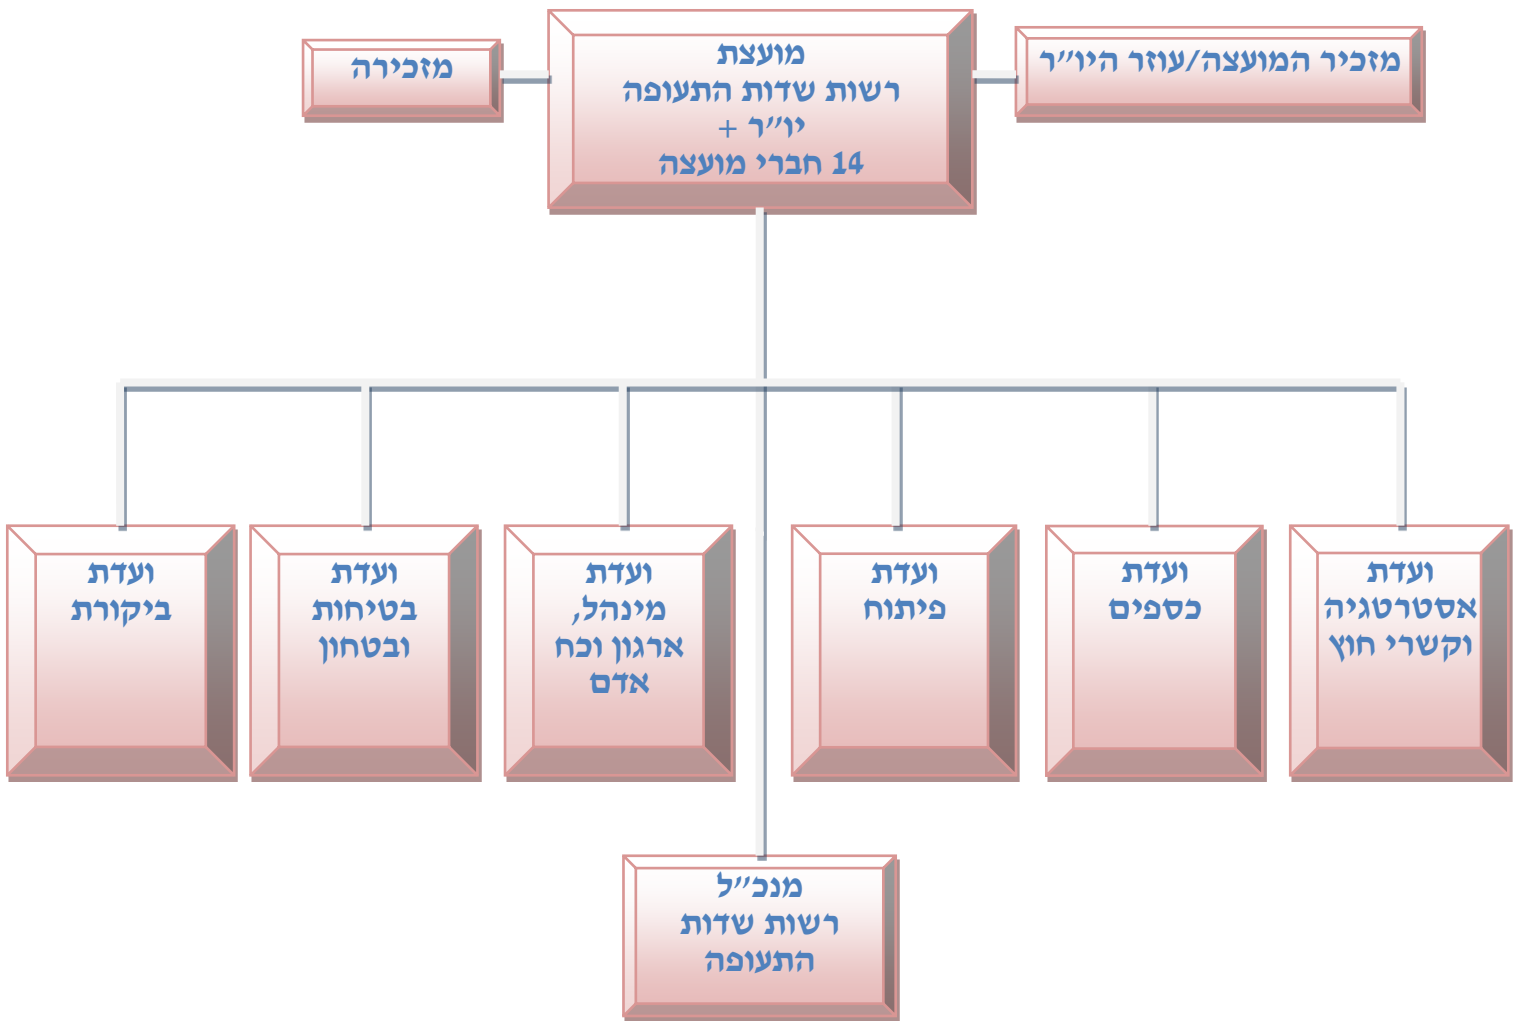 מועצת
רשות שדות התעופה
יו״ר +
14 חברי מועצה
מזכיר המועצה/עוזר היו״ר
מזכירה
ועדת
אסטרטגיה
וקשרי חוץ
ועדת
כספים
ועדת
פיתוח
ועדת
מינהל,
ארגון וכח
אדם
ועדת
בטיחות
ובטחון
ועדת
ביקורת
מנכ״ל
רשות שדות
התעופה